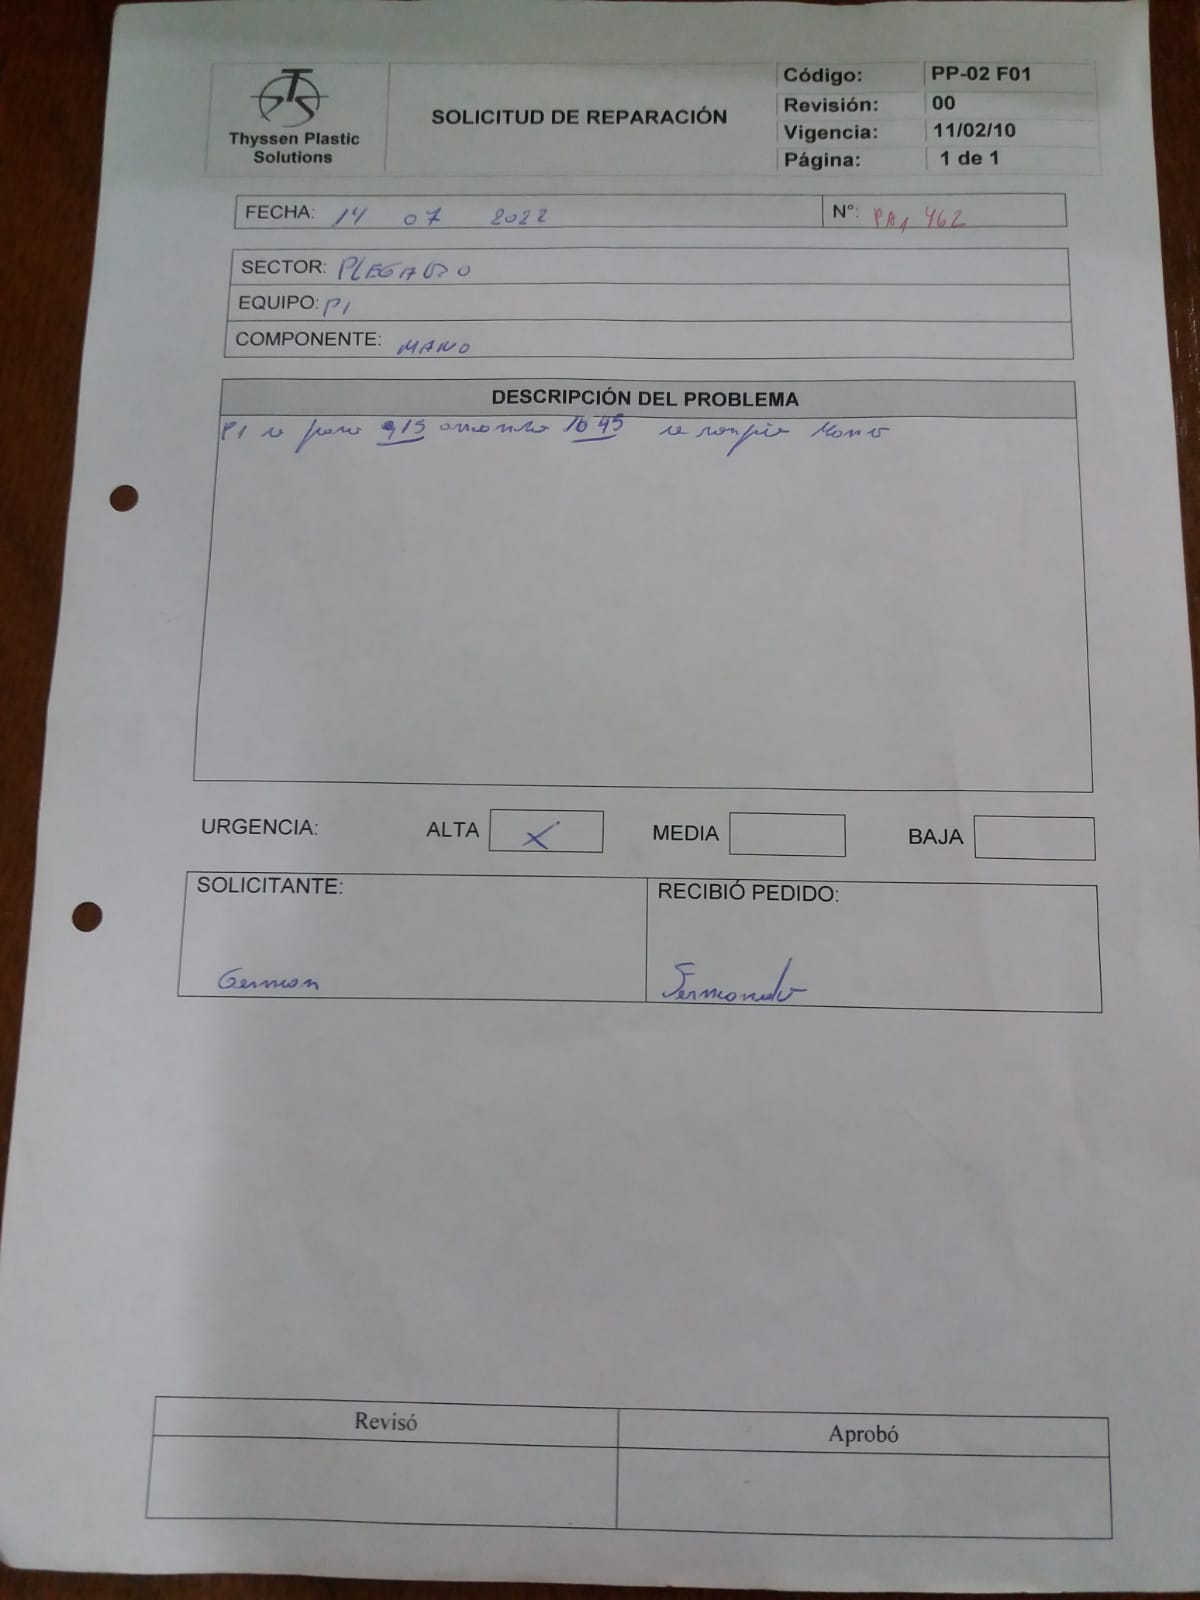 Thyssen Plastic
Solutions
SOLICITUD DE REPARACIÓN
Código: PP-02 F01
Revisión: 00
Vigencia: 11/02/10
Página: 1 de 1
FECHA: 14 07 2022 N°: PA1 462
SECTOR: PLEGADO
EQUIPO: P1
COMPONENTE: MANO
DESCRIPCIÓN DEL PROBLEMA
P1 se paro 915 arranco 10 45 se rompio Mano
URGENCIA: ALTA X MEDIA BAJA
SOLICITANTE: RECIBIÓ PEDIDO:
German Fernando
Revisó Aprobó